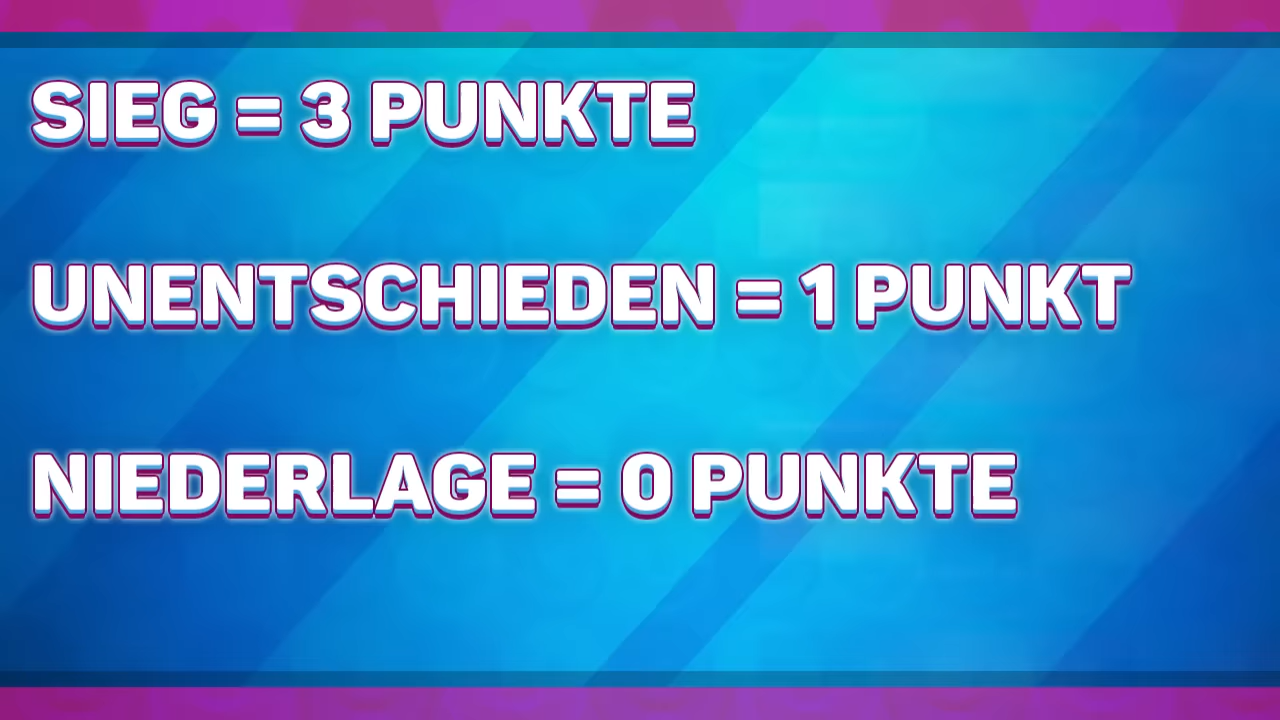 SIEG = 3 PUNKTE
UNENTSCHIEDEN = 1 PUNKT
NIEDERLAGE = 0 PUNKTE